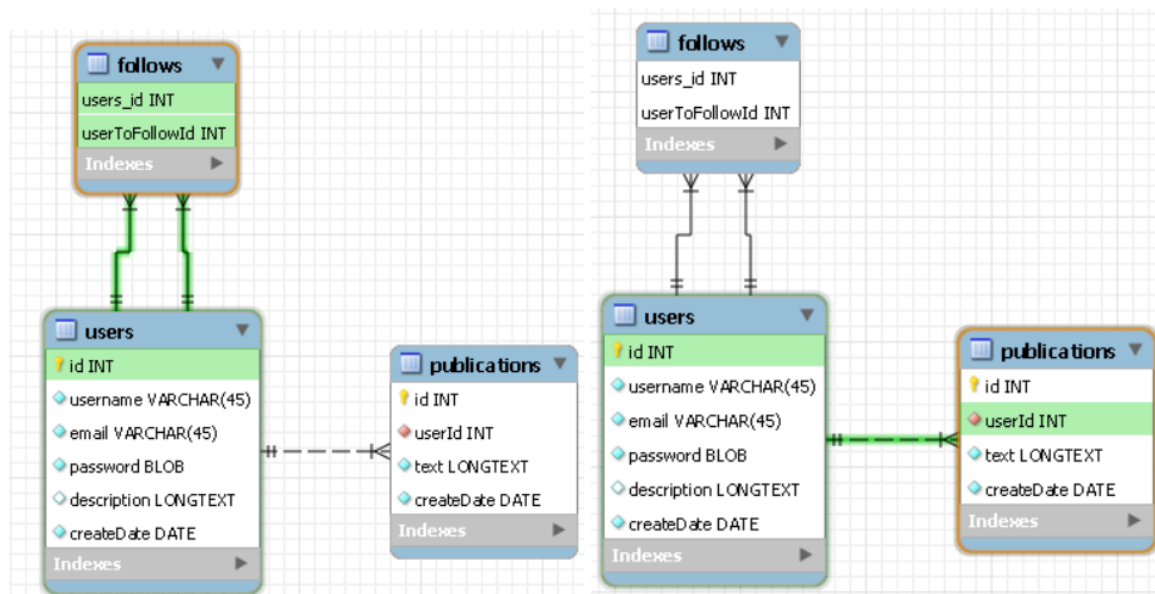 follows
users_id INT
userToFollowId INT
Indexes
users
id INT
username VARCHAR(45)
email VARCHAR(45)
password BLOB
description LONGTEXT
createDate DATE
Indexes
publications
id INT
userId INT
text LONGTEXT
createDate DATE
Indexes
follows
users_id INT
userToFollowId INT
Indexes
users
id INT
username VARCHAR(45)
email VARCHAR(45)
password BLOB
description LONGTEXT
createDate DATE
Indexes
publications
id INT
userId INT
text LONGTEXT
createDate DATE
Indexes